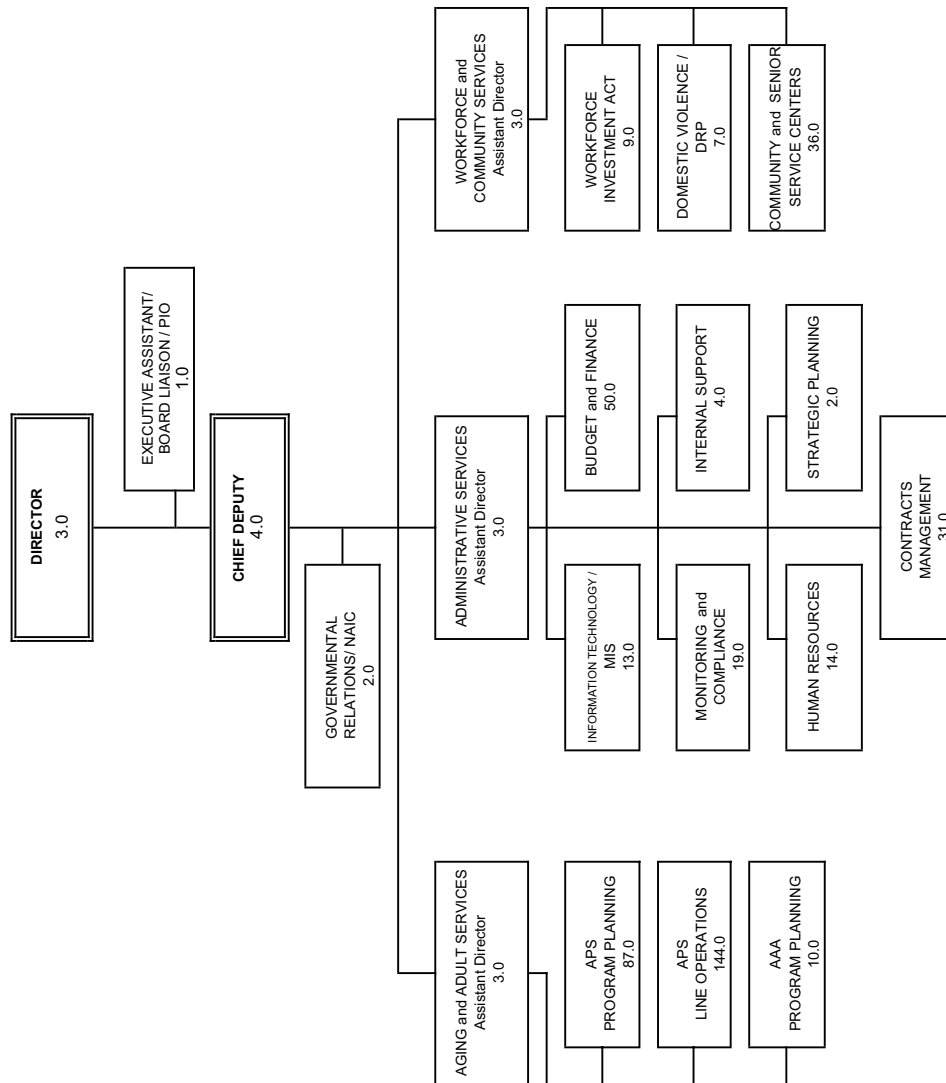 DIRECTOR
3.0
EXECUTIVE ASSISTANT/
BOARD LIAISON / PIO
1.0
CHIEF DEPUTY
4.0
GOVERNMENTAL
RELATIONS/ NAIC
2.0
AGING and ADULT SERVICES
Assistant Director
3.0
ADMINISTRATIVE SERVICES
Assistant Director
3.0
WORKFORCE and
COMMUNITY SERVICES
Assistant Director
3.0
APS
PROGRAM PLANNING
87.0
APS
LINE OPERATIONS
144.0
AAA
PROGRAM PLANNING
10.0
INFORMATION TECHNOLOGY /
MIS
13.0
BUDGET and FINANCE
50.0
MONITORING and
COMPLIANCE
19.0
INTERNAL SUPPORT
4.0
HUMAN RESOURCES
14.0
STRATEGIC PLANNING
2.0
CONTRACTS
MANAGEMENT
31.0
WORKFORCE
INVESTMENT ACT
9.0
DOMESTIC VIOLENCE /
DRP
7.0
COMMUNITY and SENIOR
SERVICE CENTERS
36.0